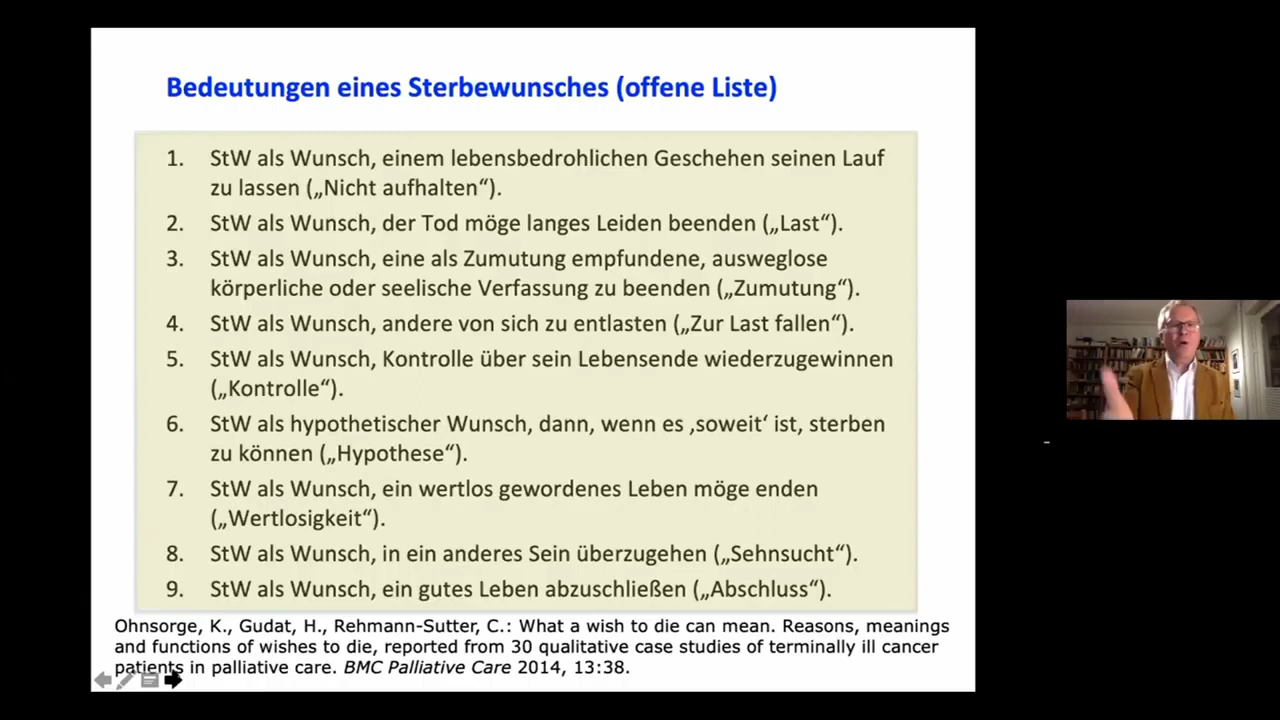 Bedeutungen eines Sterbewunsches (offene Liste)
1. StW als Wunsch, einem lebensbedrohlichen Geschehen seinen Lauf
zu lassen („Nicht aufhalten“).
2. StW als Wunsch, der Tod möge langes Leiden beenden („Last“).
3. StW als Wunsch, eine als Zumutung empfundene, ausweglose
körperliche oder seelische Verfassung zu beenden („Zumutung“).
4. StW als Wunsch, andere von sich zu entlasten („Zur Last fallen“).
5. StW als Wunsch, Kontrolle über sein Lebensende wiederzugewinnen
(„Kontrolle“).
6. StW als hypothetischer Wunsch, dann, wenn es ‚soweit‘ ist, sterben
zu können („Hypothese“).
7. StW als Wunsch, ein wertlos gewordenes Leben möge enden
(„Wertlosigkeit“).
8. StW als Wunsch, in ein anderes Sein überzugehen („Sehnsucht“).
9. StW als Wunsch, ein gutes Leben abzuschließen („Abschluss“).
Ohnsorge, K., Gudat, H., Rehmann-Sutter, C.: What a wish to die can mean. Reasons, meanings
and functions of wishes to die, reported from 30 qualitative case studies of terminally ill cancer
patients in palliative care. BMC Palliative Care 2014, 13:38.